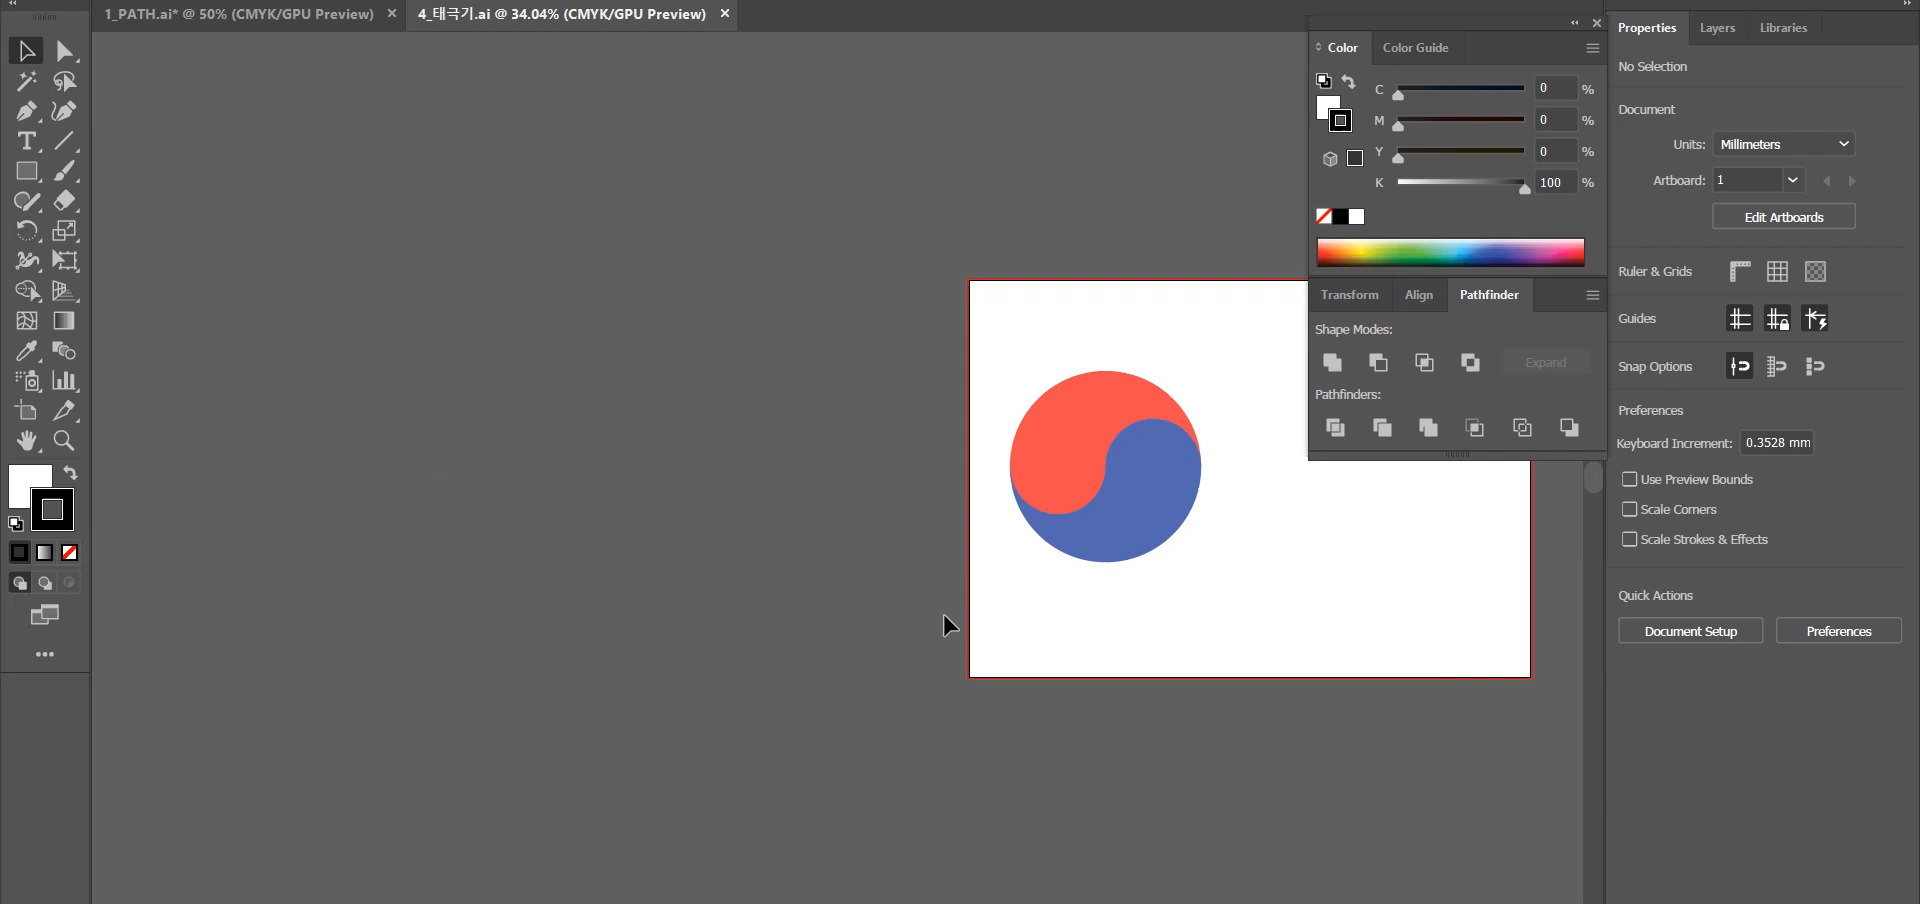 1_PATH.ai* @ 50% (CMYK/GPU Preview)
4_태극기.ai @ 34.04% (CMYK/GPU Preview)
Color
Color Guide
C 0 %
M 0 %
Y 0 %
K 100 %
Transform
Align
Pathfinder
Shape Modes:
Expand
Pathfinders:
Properties
Layers
Libraries
No Selection
Document
Units: Millimeters
Artboard: 1
Edit Artboards
Ruler & Grids
Guides
Snap Options
Preferences
Keyboard Increment: 0.3528 mm
Use Preview Bounds
Scale Corners
Scale Strokes & Effects
Quick Actions
Document Setup
Preferences